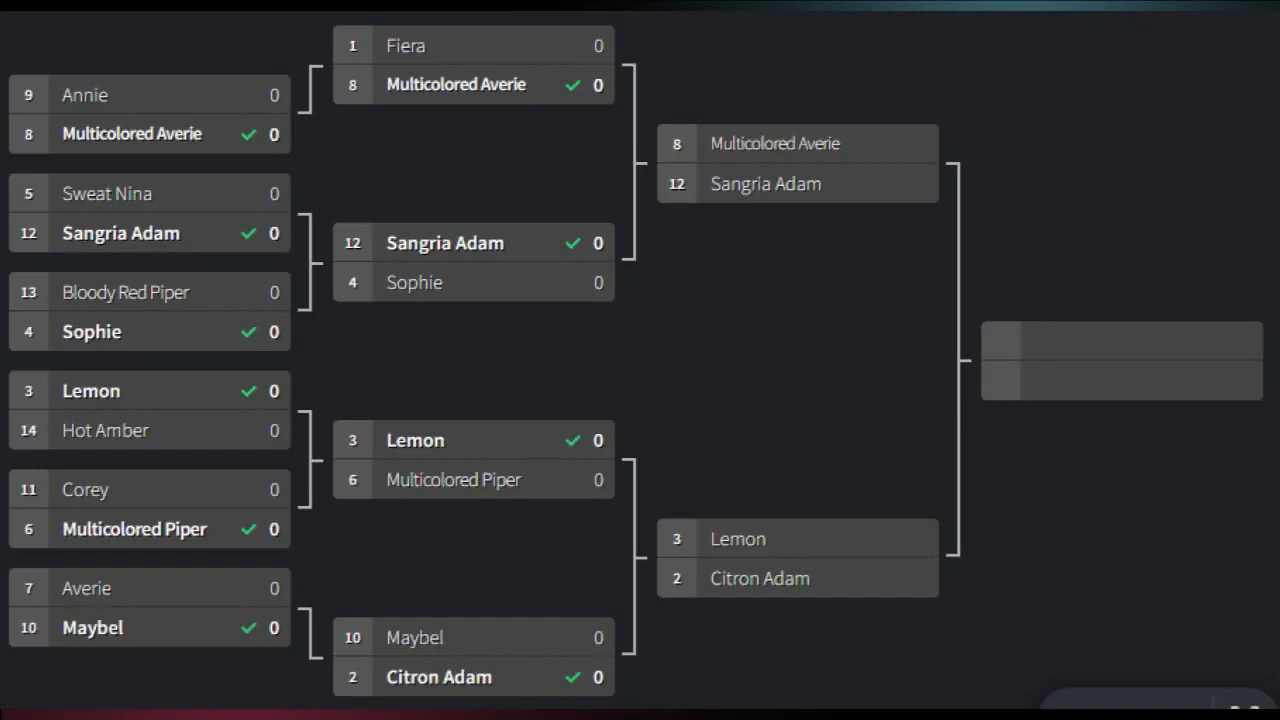 9 Annie 0
8 Multicolored Averie 0
5 Sweat Nina 0
12 Sangria Adam 0
13 Bloody Red Piper 0
4 Sophie 0
3 Lemon 0
14 Hot Amber 0
11 Corey 0
6 Multicolored Piper 0
7 Averie 0
10 Maybel 0
1 Fiera 0
8 Multicolored Averie 0
12 Sangria Adam 0
4 Sophie 0
3 Lemon 0
6 Multicolored Piper 0
10 Maybel 0
2 Citron Adam 0
8 Multicolored Averie
12 Sangria Adam
3 Lemon
2 Citron Adam